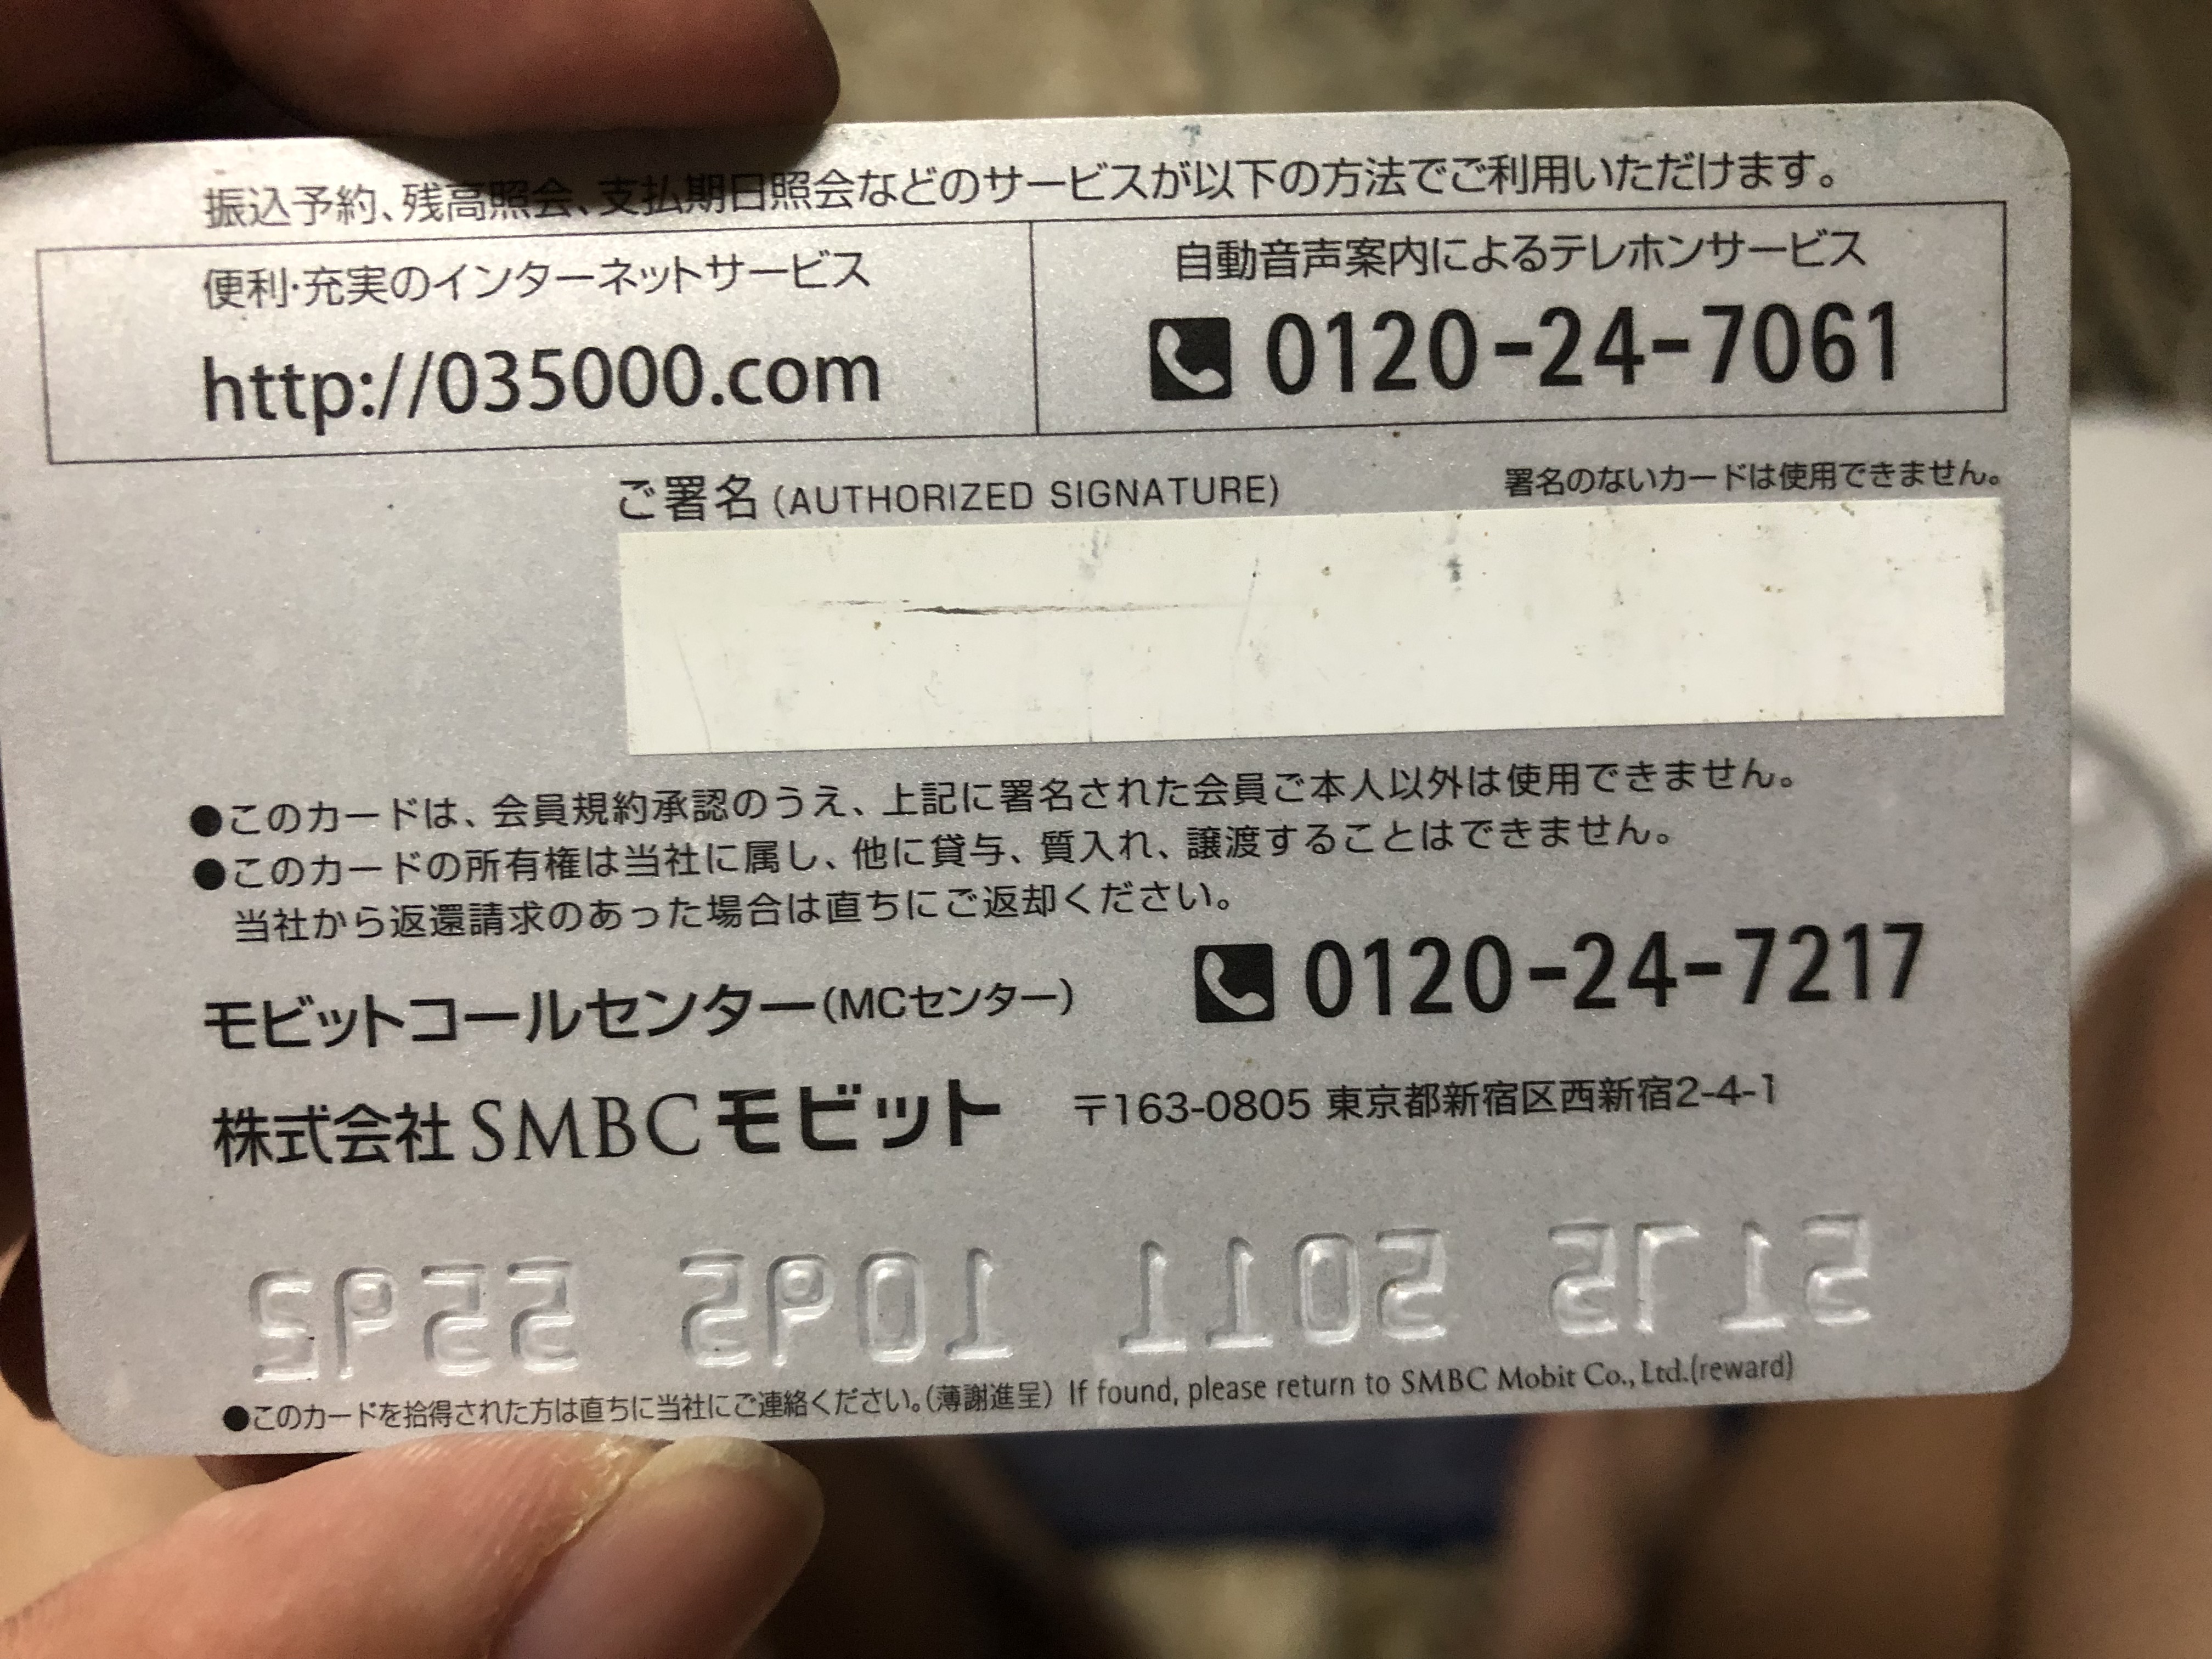 振込予約、残高照会、支払期日照会などのサービスが以下の方法でご利用いただけます。
便利・充実のインターネットサービス
http://035000.com
自動音声案内によるテレホンサービス
0120-24-7061
ご署名 (AUTHORIZED SIGNATURE)
署名のないカードは使用できません。
●このカードは、会員規約承認のうえ、上記に署名された会員ご本人以外は使用できません。
●このカードの所有権は当社に属し、他に貸与、質入れ、譲渡することはできません。
当社から返還請求のあった場合は直ちにご返却ください。
モビットコールセンター(MCセンター) 0120-24-7217
株式会社SMBCモビット 〒163-0805 東京都新宿区西新宿2-4-1
●このカードを拾得された方は直ちに当社にご連絡ください。(薄謝進呈) If found, please return to SMBC Mobit Co., Ltd.(reward)